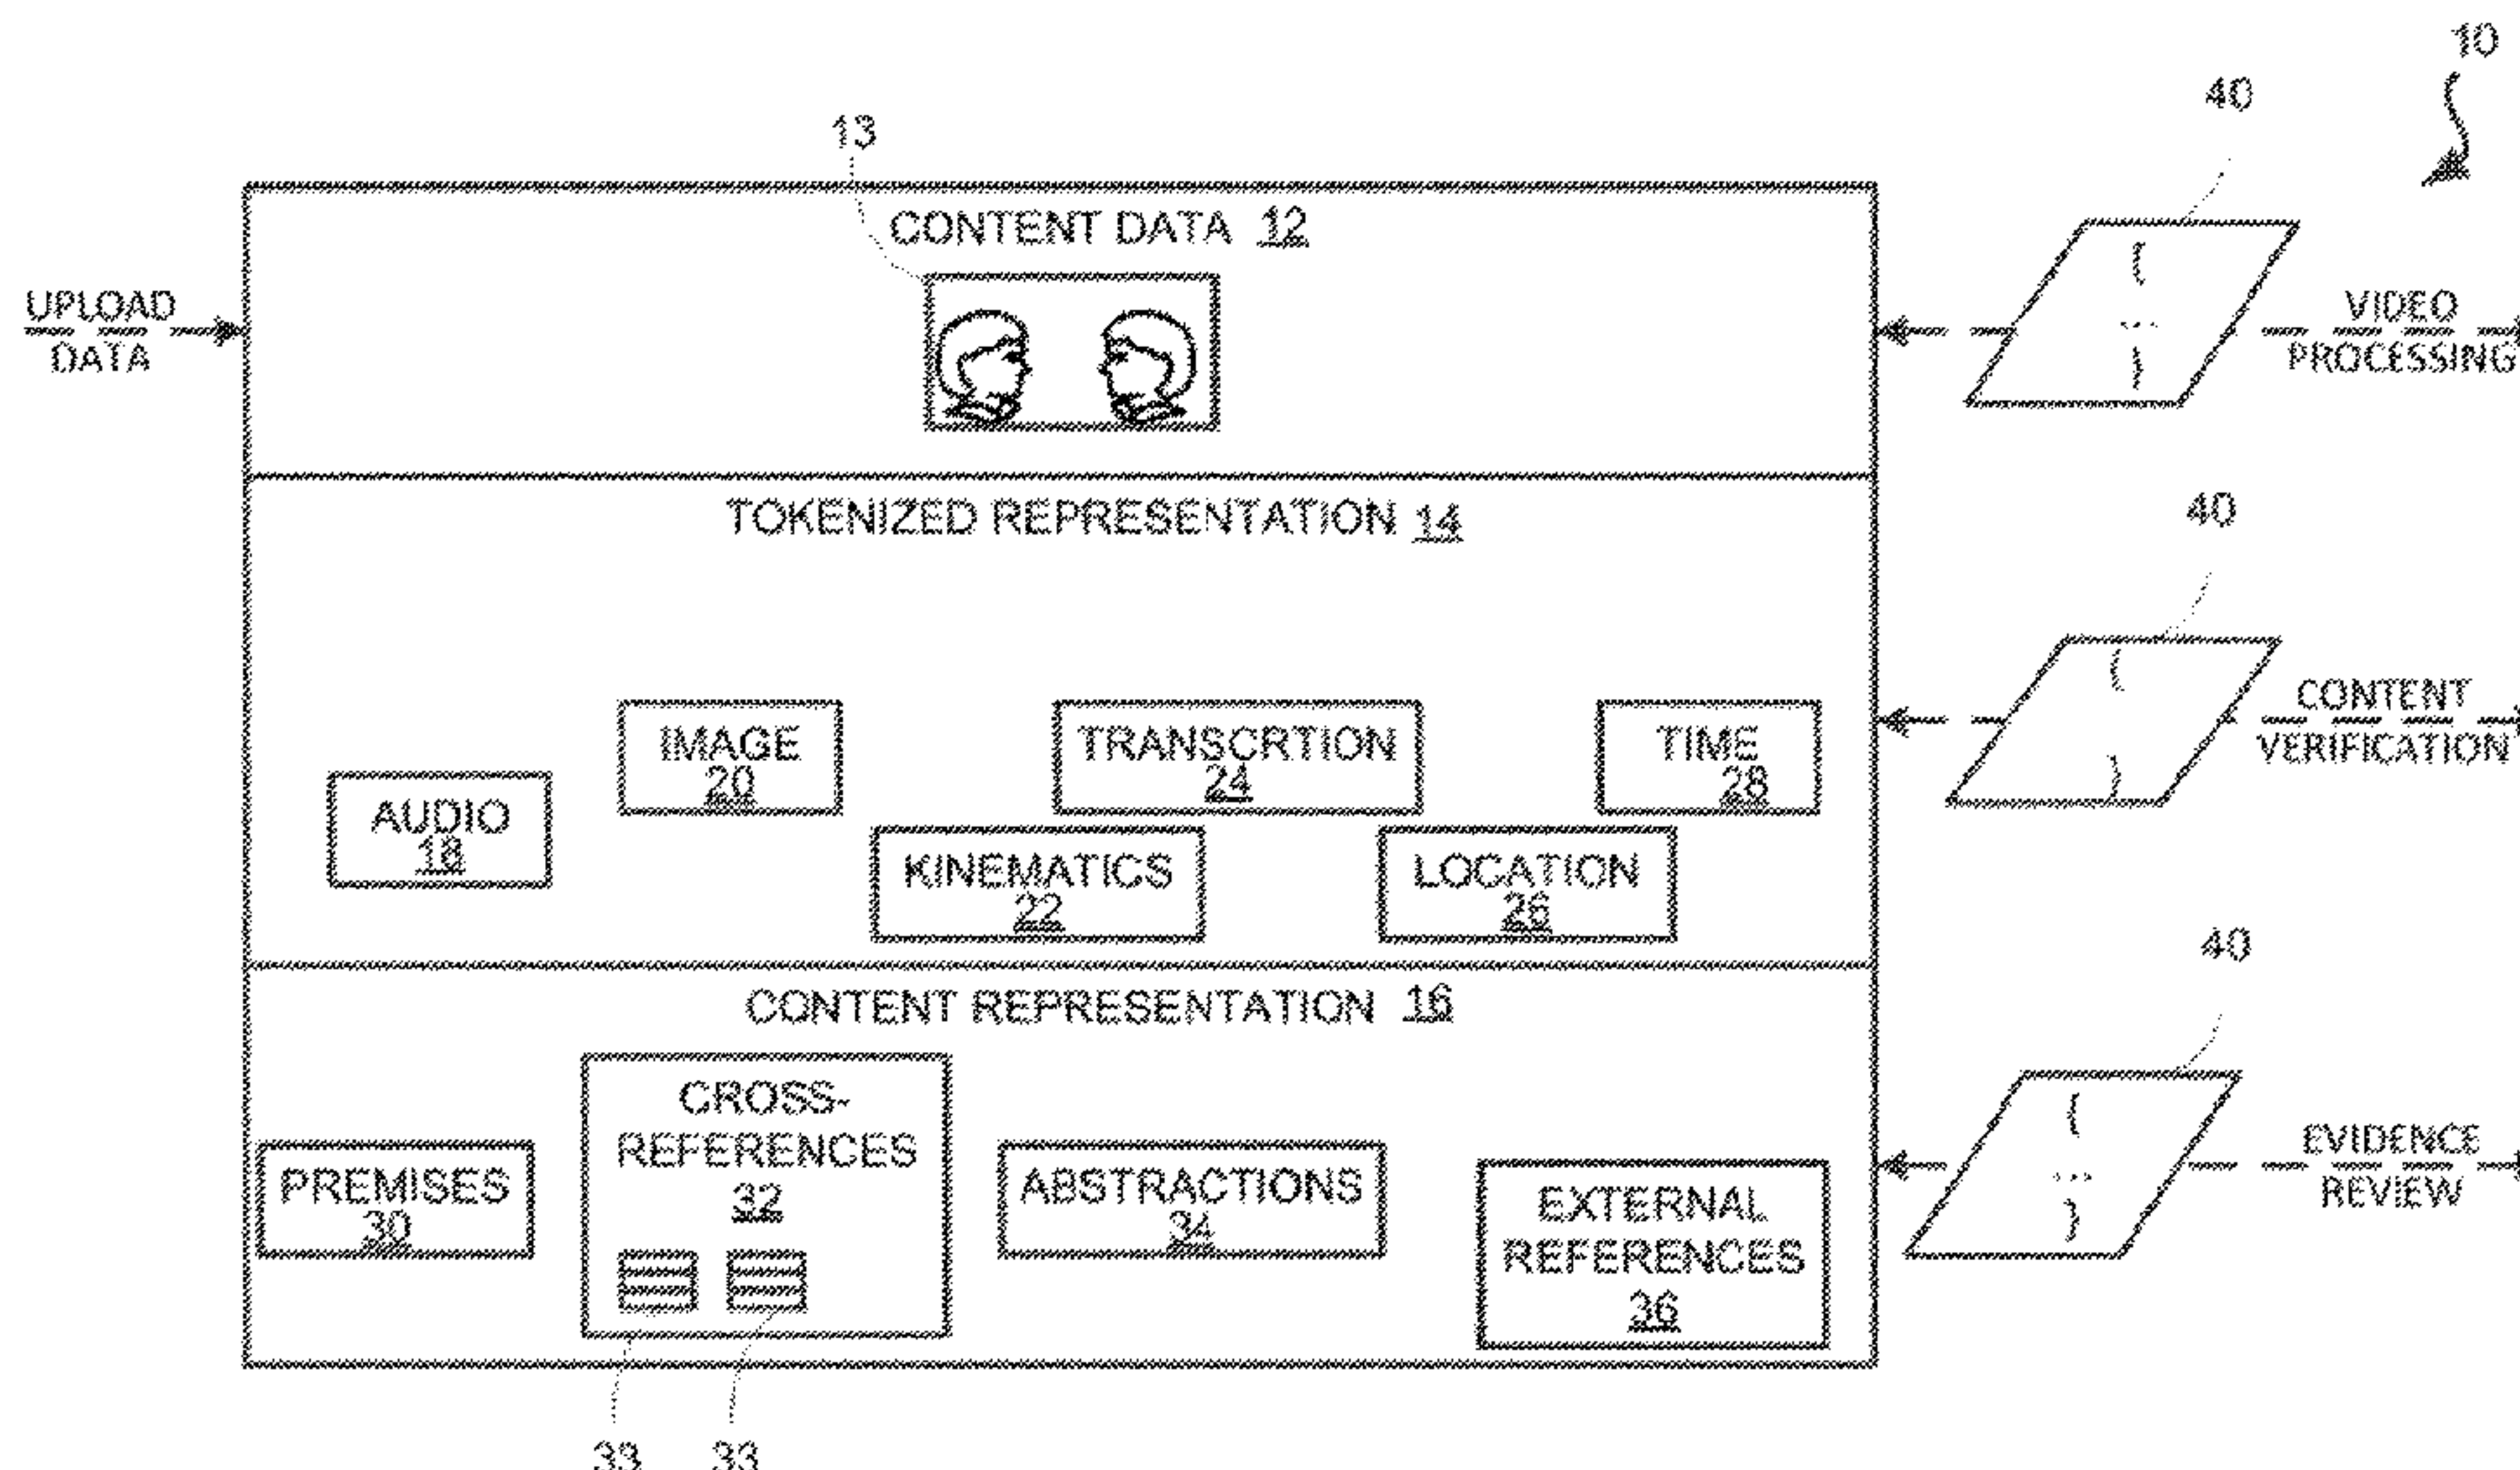 10
40
13
CONTENT DATA 12
UPLOAD
DATA
VIDEO
PROCESSING
TOKENIZED REPRESENTATION 14
40
IMAGE
20
TRANSCRTION
24
TIME
28
CONTENT
VERIFICATION
AUDIO
18
KINEMATICS
22
LOCATION
26
40
CONTENT REPRESENTATION 16
CROSS-
REFERENCES
32
PREMISES
30
ABSTRACTIONS
34
EXTERNAL
REFERENCES
36
EVIDENCE
REVIEW
33
33